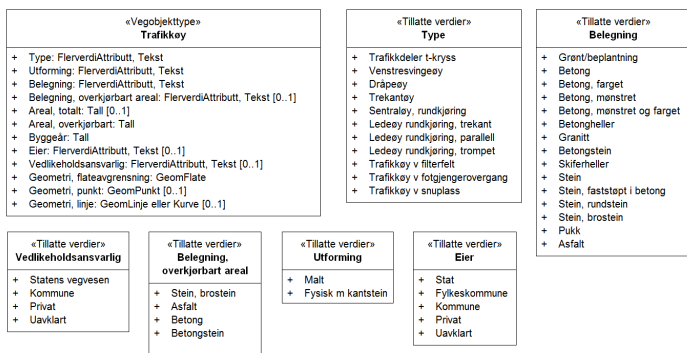 «Vegobjekttype»
Trafikkøy
+ Type: FlerverdiAttributt, Tekst
+ Utforming: FlerverdiAttributt, Tekst
+ Belegning: FlerverdiAttributt, Tekst
+ Belegning, overkjørbart areal: FlerverdiAttributt, Tekst [0..1]
+ Areal, totalt: Tall [0..1]
+ Areal, overkjørbart: Tall
+ Byggeår: Tall
+ Eier: FlerverdiAttributt, Tekst [0..1]
+ Vedlikeholdsansvarlig: FlerverdiAttributt, Tekst [0..1]
+ Geometri, flateavgrensning: GeomFlate
+ Geometri, punkt: GeomPunkt [0..1]
+ Geometri, linje: GeomLinje eller Kurve [0..1]
«Tillatte verdier»
Type
+ Trafikkdeler t-kryss
+ Venstresvingeøy
+ Dråpeøy
+ Trekantøy
+ Sentraløy, rundkjøring
+ Ledeøy rundkjøring, trekant
+ Ledeøy rundkjøring, parallell
+ Ledeøy rundkjøring, trompet
+ Trafikkøy v filterfelt
+ Trafikkøy v fotgjengerovergang
+ Trafikkøy v snuplass
«Tillatte verdier»
Belegning
+ Grønt/beplantning
+ Betong
+ Betong, farget
+ Betong, mønstret
+ Betong, mønstret og farget
+ Betongheller
+ Granitt
+ Betongstein
+ Skiferheller
+ Stein
+ Stein, faststøpt i betong
+ Stein, rundstein
+ Stein, brostein
+ Pukk
+ Asfalt
«Tillatte verdier»
Vedlikeholdsansvarlig
+ Statens vegvesen
+ Kommune
+ Privat
+ Uavklart
«Tillatte verdier»
Belegning,
overkjørbart areal
+ Stein, brostein
+ Asfalt
+ Betong
+ Betongstein
«Tillatte verdier»
Utforming
+ Malt
+ Fysisk m kantstein
«Tillatte verdier»
Eier
+ Stat
+ Fylkeskommune
+ Kommune
+ Privat
+ Uavklart